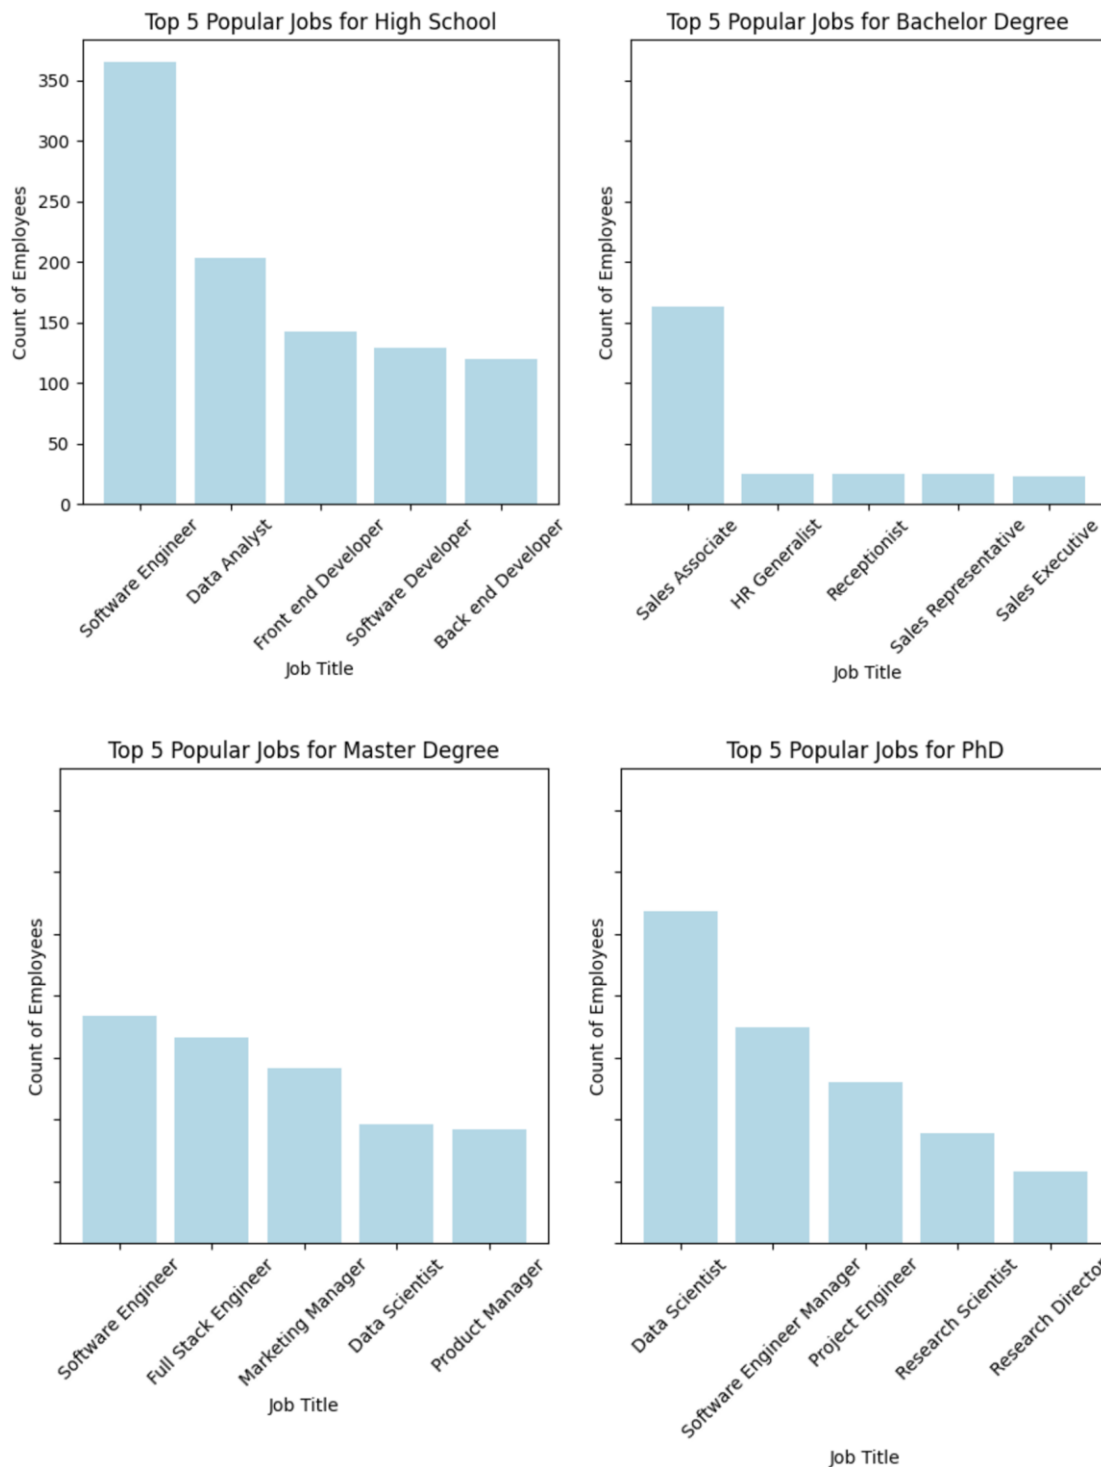 Top 5 Popular Jobs for High School
Count of Employees
350
300
250
200
150
100
50
0
Software Engineer
Data Analyst
Front end Developer
Software Developer
Back end Developer
Job Title
Top 5 Popular Jobs for Bachelor Degree
Count of Employees
Sales Associate
HR Generalist
Receptionist
Sales Representative
Sales Executive
Job Title
Top 5 Popular Jobs for Master Degree
Count of Employees
Software Engineer
Full Stack Engineer
Marketing Manager
Data Scientist
Product Manager
Job Title
Top 5 Popular Jobs for PhD
Count of Employees
Data Scientist
Software Engineer Manager
Project Engineer
Research Scientist
Research Director
Job Title